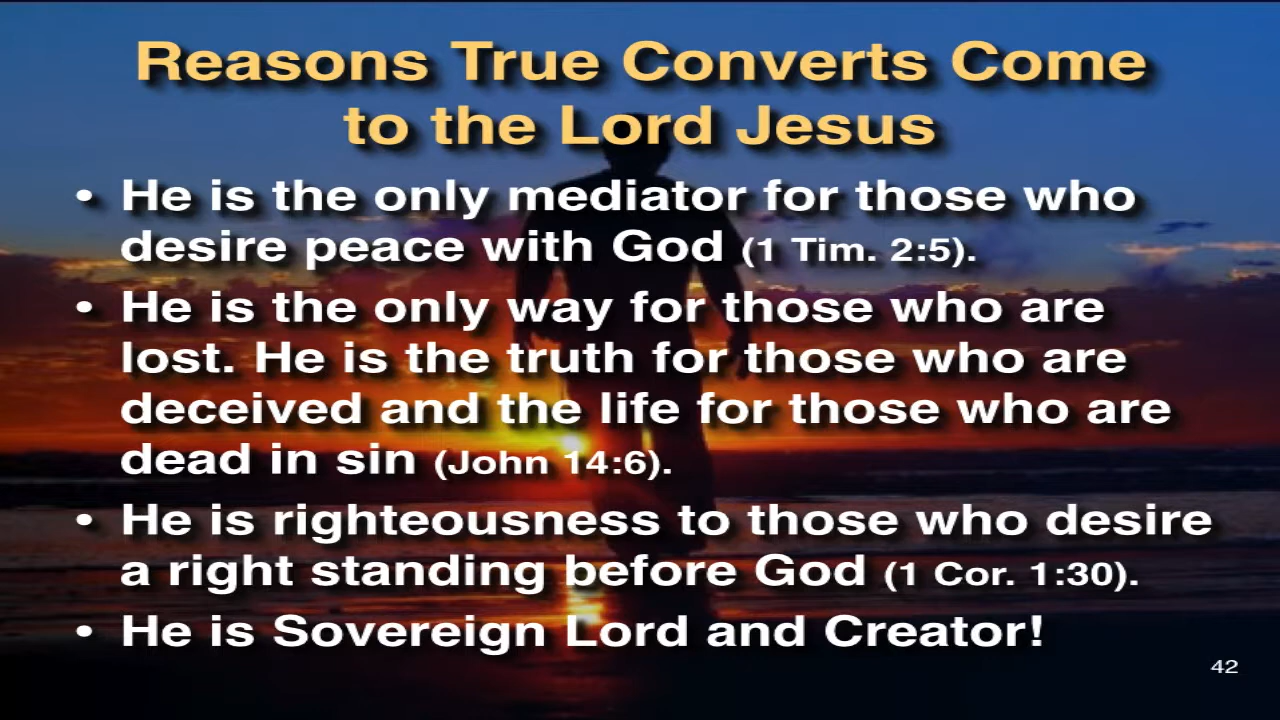 Reasons True Converts Come
to the Lord Jesus
• He is the only mediator for those who
desire peace with God (1 Tim. 2:5).
• He is the only way for those who are
lost. He is the truth for those who are
deceived and the life for those who are
dead in sin (John 14:6).
• He is righteousness to those who desire
a right standing before God (1 Cor. 1:30).
• He is Sovereign Lord and Creator!
42